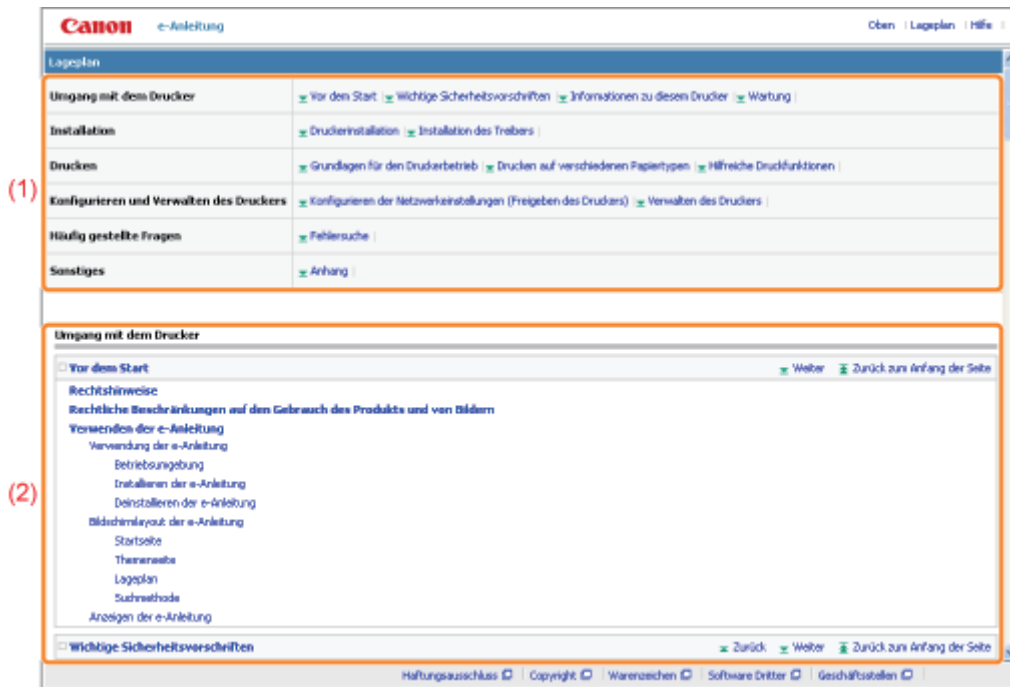 Canon e-Anleitung Oben | Lageplan | Hilfe |
Lageplan
Umgang mit dem Drucker Vor dem Start | Wichtige Sicherheitsvorschriften | Informationen zu diesem Drucker | Wartung |
Installation Druckerinstallation | Installation des Treibers |
Drucken Grundlagen für den Druckerbetrieb | Drucken auf verschiedenen Papiertypen | Hilfreiche Druckfunktionen |
(1)
Konfigurieren und Verwalten des Druckers Konfigurieren der Netzwerkeinstellungen (Freigeben des Druckers) | Verwalten des Druckers |
Häufig gestellte Fragen Fehlersuche |
Sonstiges Anhang |
Umgang mit dem Drucker
Vor dem Start Weiter Zurück zum Anfang der Seite
Rechtshinweise
Rechtliche Beschränkungen auf den Gebrauch des Produkts und von Bildern
Verwenden der e-Anleitung
Verwendung der e-Anleitung
Betriebsumgebung
Installieren der e-Anleitung
(2)
Deinstallieren der e-Anleitung
Bildschirmlayout der e-Anleitung
Startseite
Themenseite
Lageplan
Suchmethode
Anzeigen der e-Anleitung
Wichtige Sicherheitsvorschriften Zurück Weiter Zurück zum Anfang der Seite
Haftungsausschluss | Copyright | Warenzeichen | Software Dritter | Geschäftsstellen |